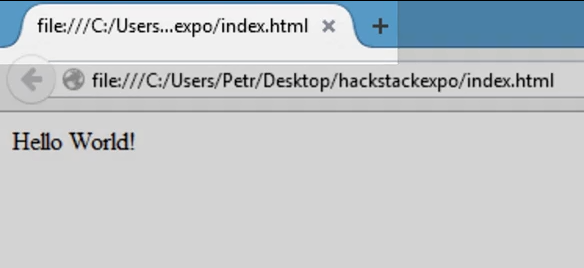 file:///C:/Users...expo/index.html
file:///C:/Users/Petr/Desktop/hackstackexpo/index.html
Hello World!